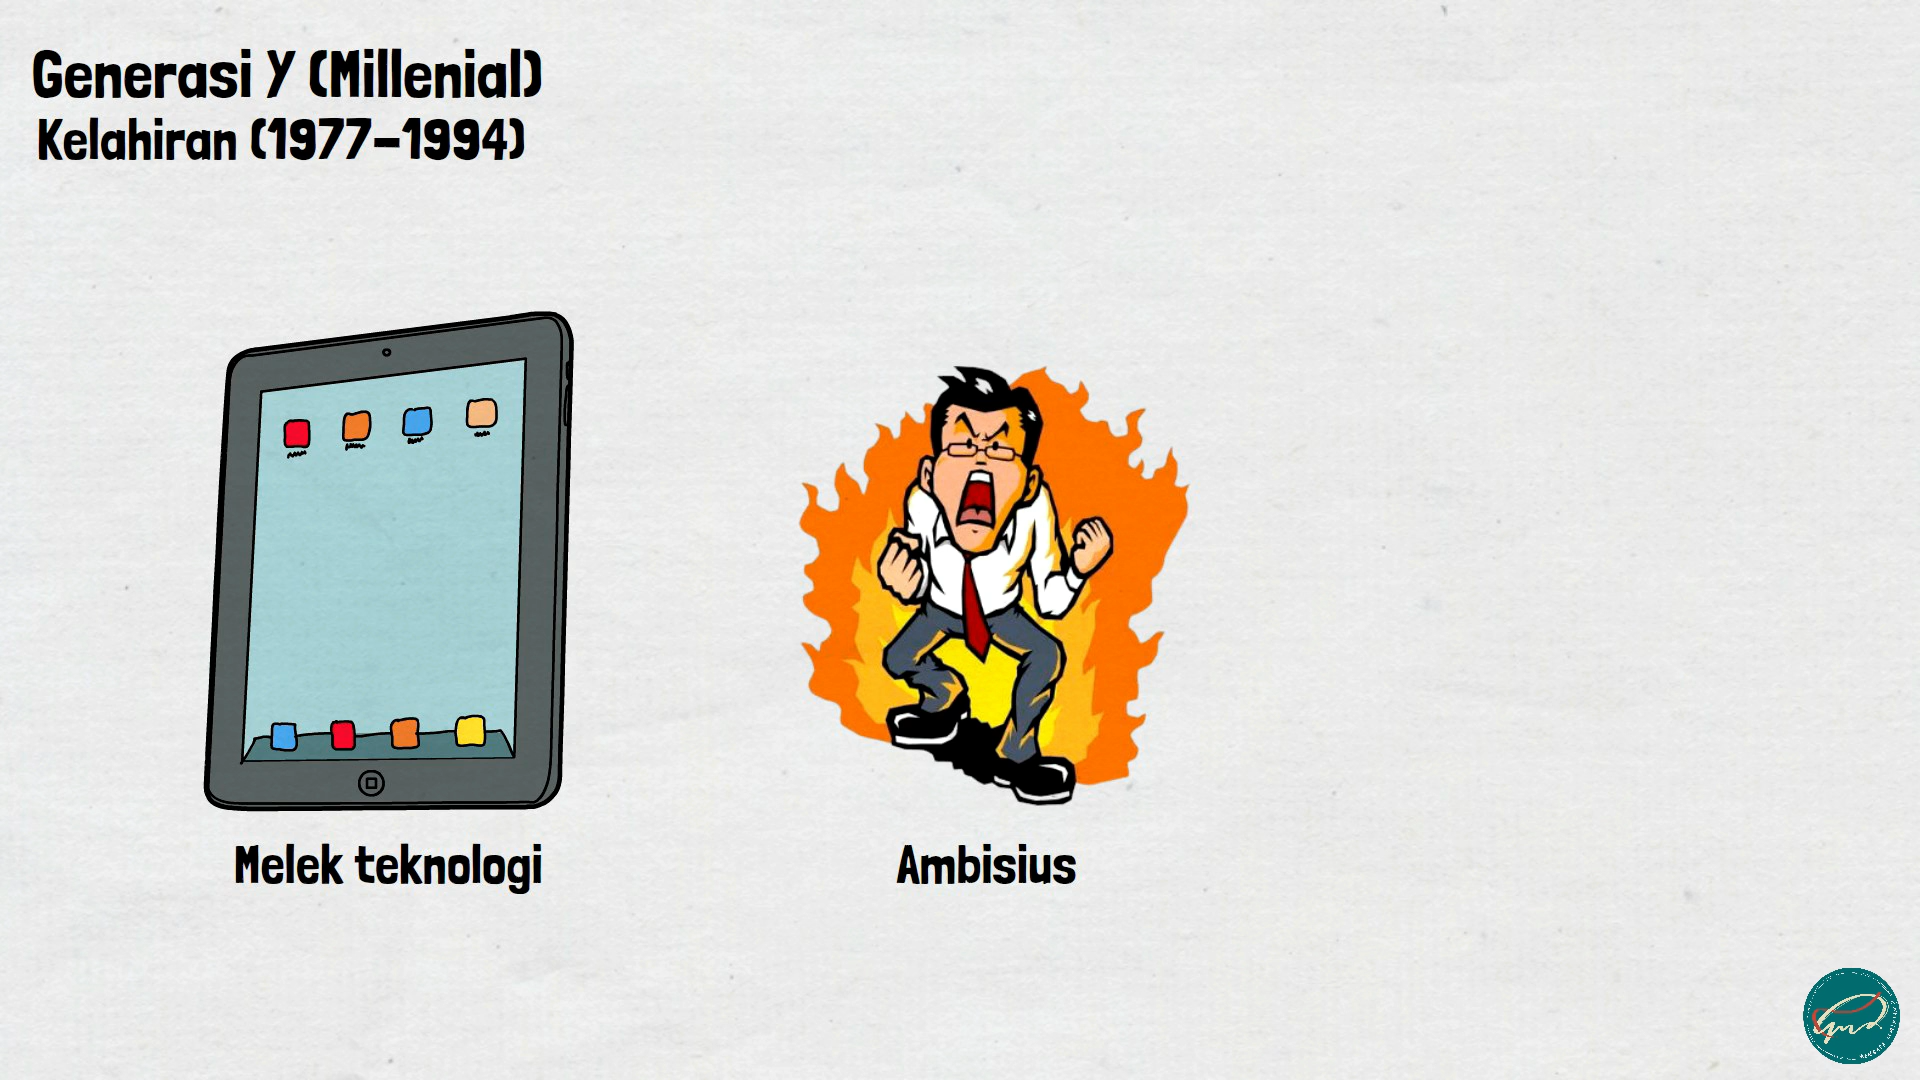 Generasi Y (Millenial)
Kelahiran (1977-1994)
Melek teknologi
Ambisius